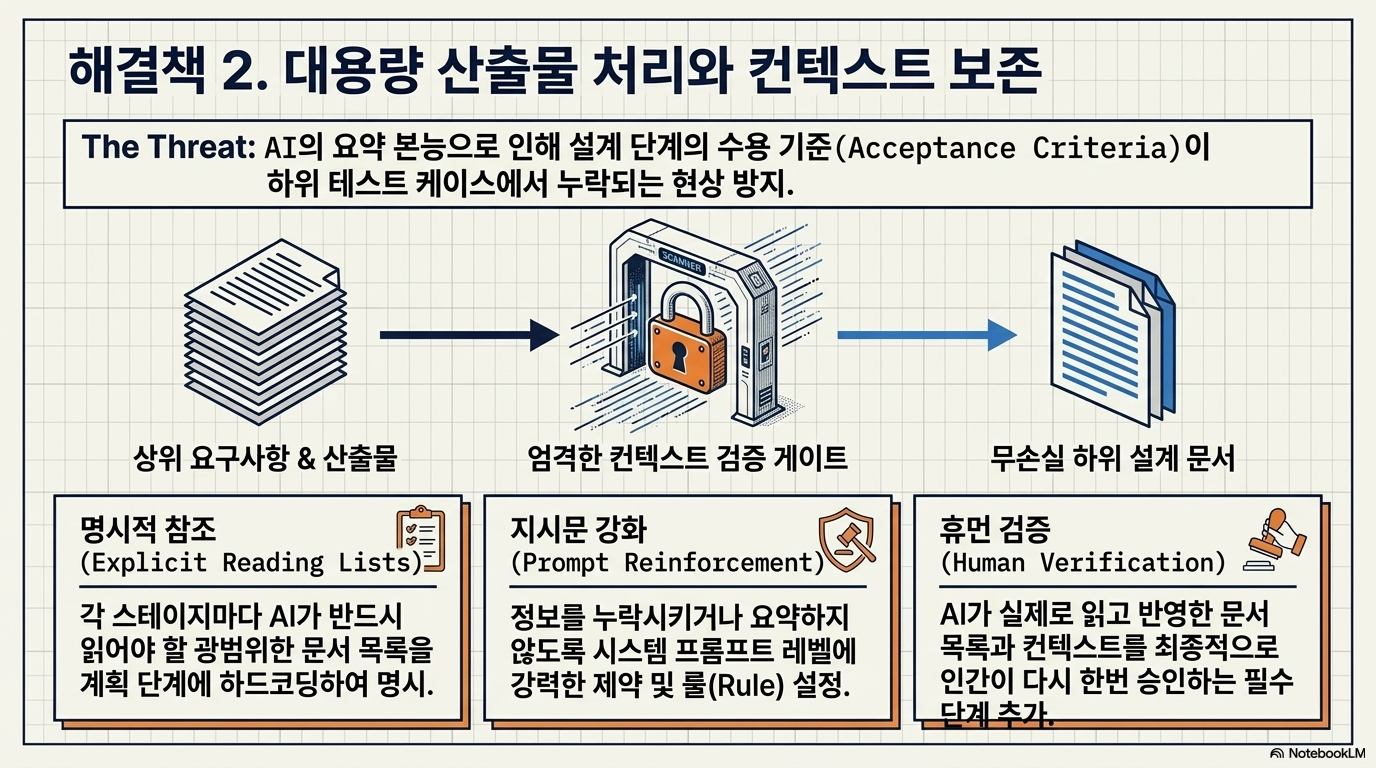 해결책 2. 대용량 산출물 처리와 컨텍스트 보존
The Threat: AI의 요약 본능으로 인해 설계 단계의 수용 기준(Acceptance Criteria)이
하위 테스트 케이스에서 누락되는 현상 방지.
SCANNER
상위 요구사항 & 산출물
엄격한 컨텍스트 검증 게이트
무손실 하위 설계 문서
명시적 참조
(Explicit Reading Lists)
각 스테이지마다 AI가 반드시
읽어야 할 광범위한 문서 목록을
계획 단계에 하드코딩하여 명시.
지시문 강화
(Prompt Reinforcement)
정보를 누락시키거나 요약하지
않도록 시스템 프롬프트 레벨에
강력한 제약 및 룰(Rule) 설정.
휴먼 검증
(Human Verification)
AI가 실제로 읽고 반영한 문서
목록과 컨텍스트를 최종적으로
인간이 다시 한번 승인하는 필수
단계 추가.
NotebookLM